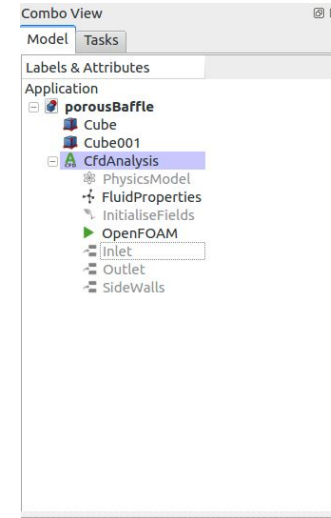 Combo View
Model Tasks
Labels & Attributes
Application
porousBaffle
Cube
Cube001
CfdAnalysis
PhysicsModel
FluidProperties
InitialiseFields
OpenFOAM
Inlet
Outlet
SideWalls